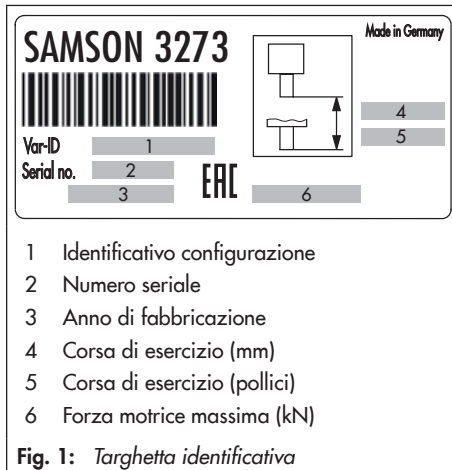 SAMSON 3273
Made in Germany
4
5
Var-ID 1
Serial no. 2
3
EAC
6
1 Identificativo configurazione
2 Numero seriale
3 Anno di fabbricazione
4 Corsa di esercizio (mm)
5 Corsa di esercizio (pollici)
6 Forza motrice massima (kN)
Fig. 1: Targhetta identificativa